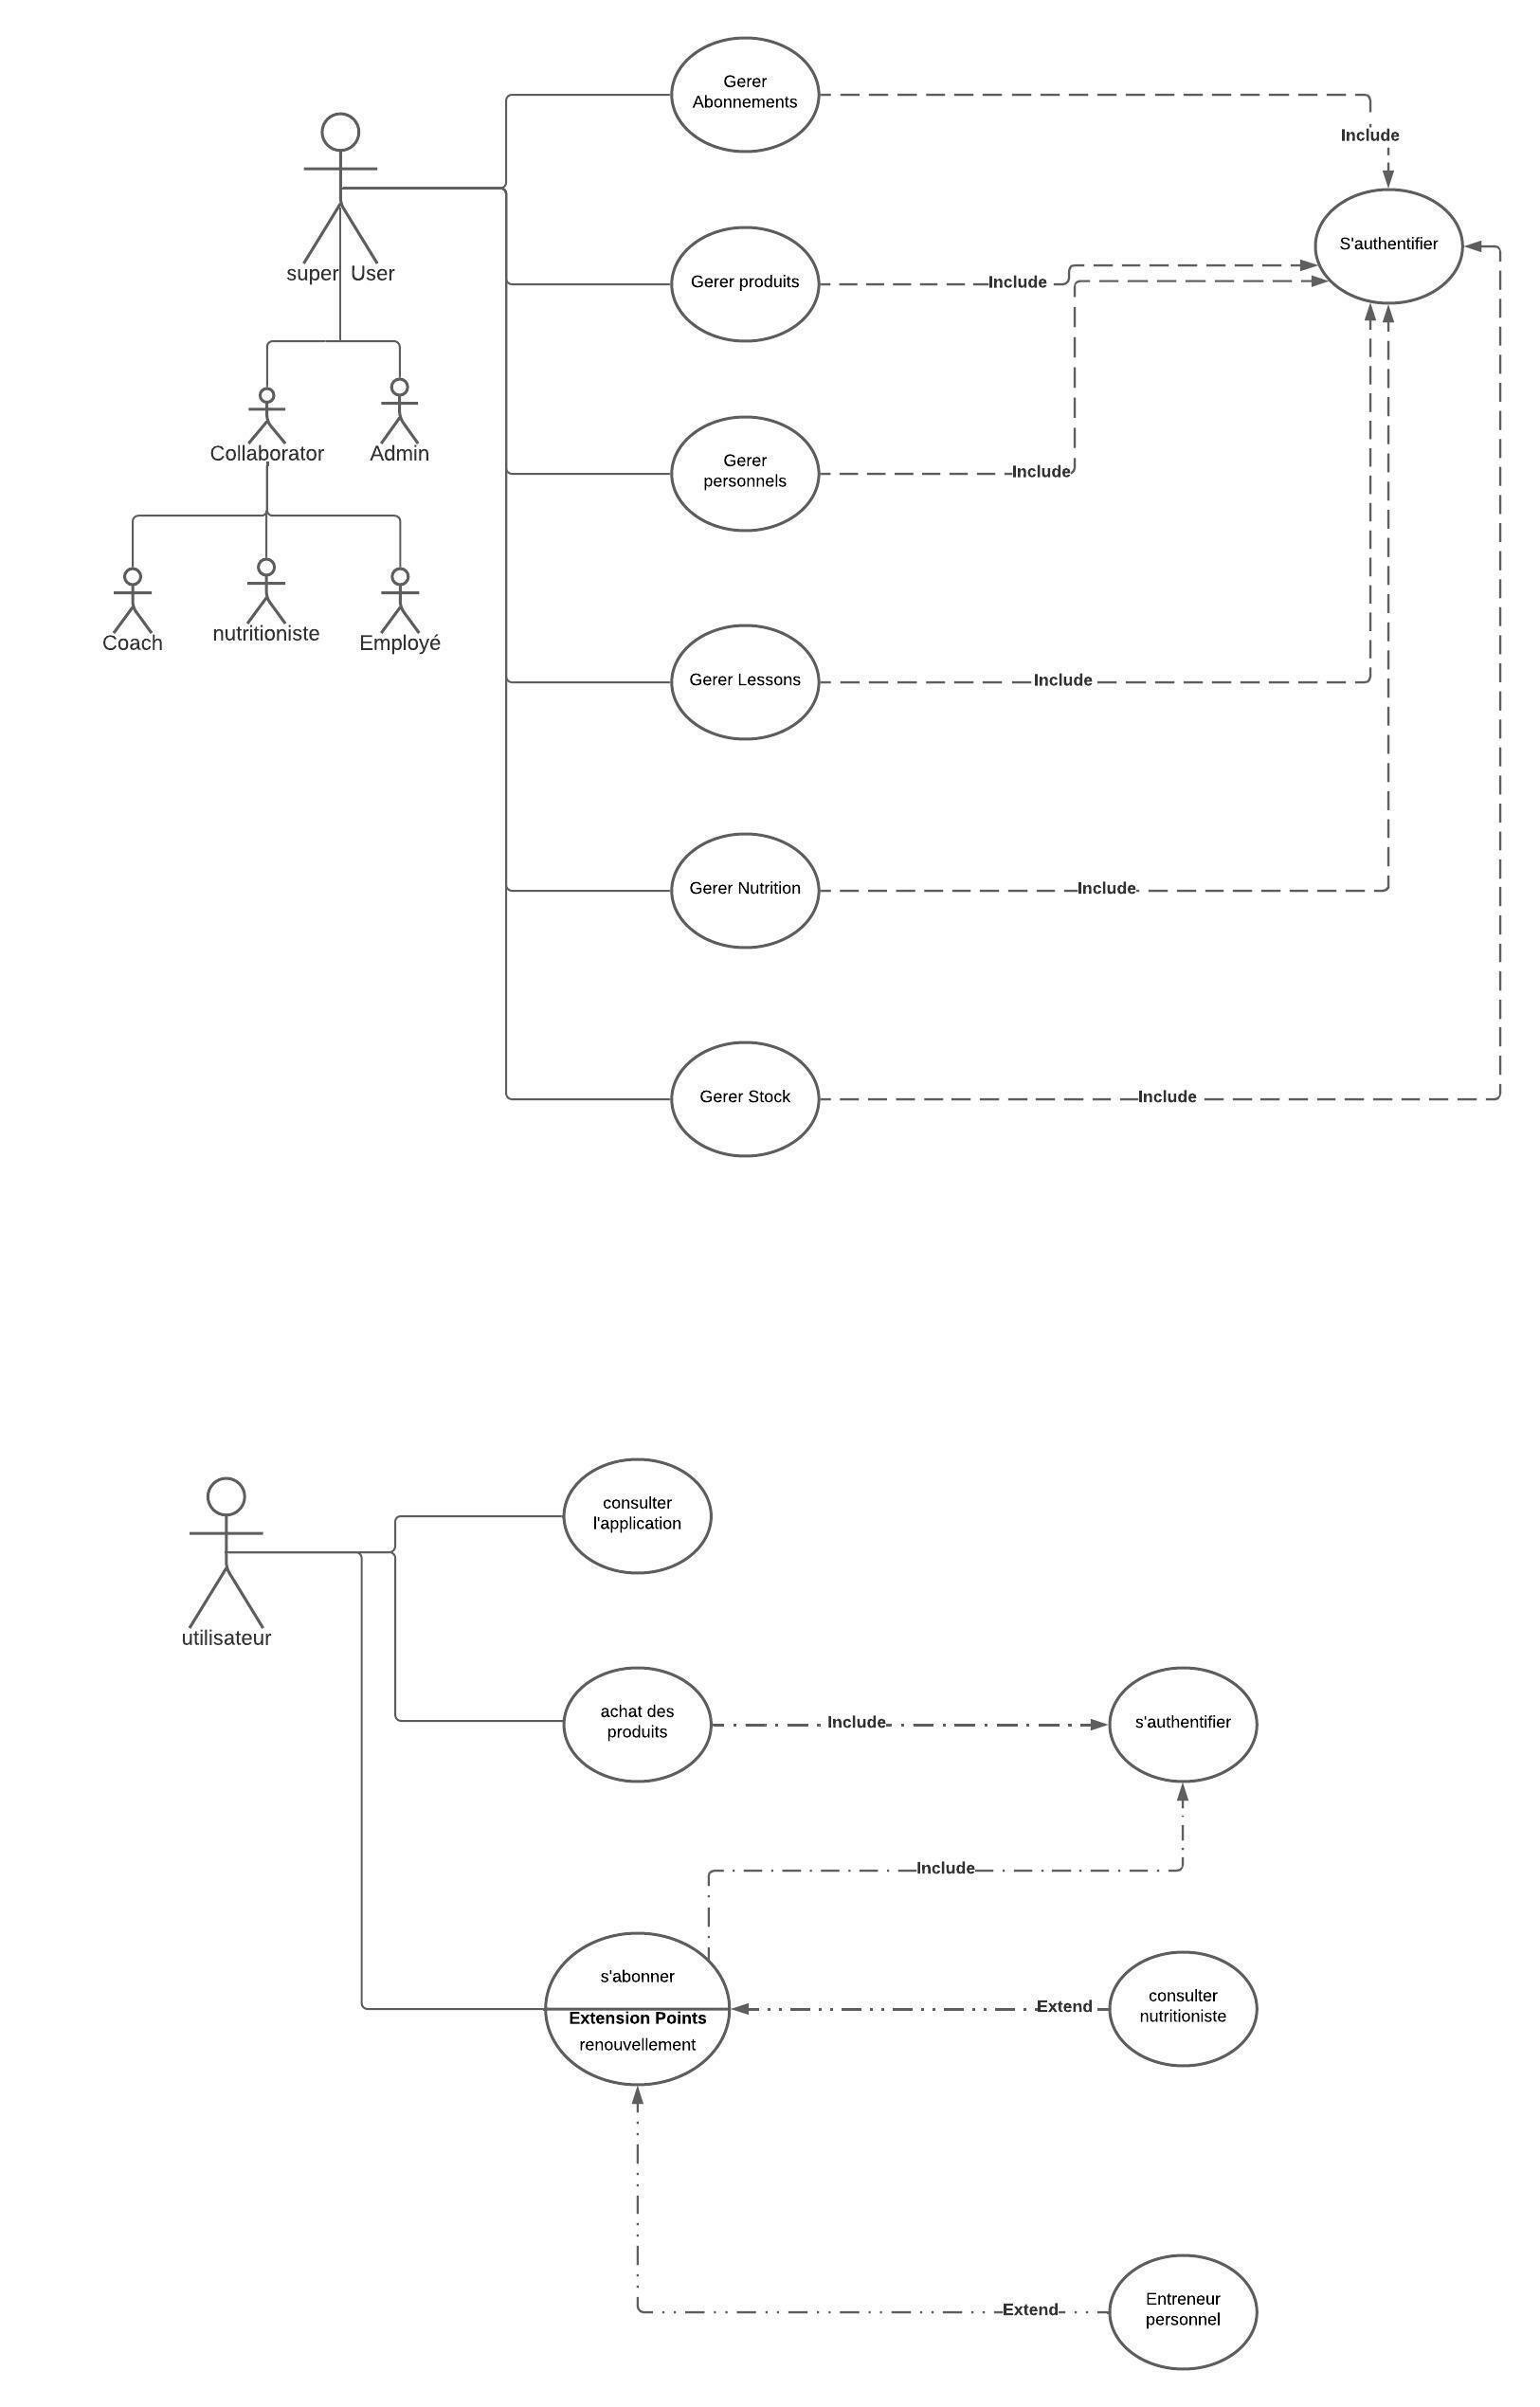 Gerer
Abonnements
Include
super User
S'authentifier
Gerer produits
Include
Collaborator
Admin
Gerer
personnels
Include
Coach
nutritioniste
Employé
Gerer Lessons
Include
Gerer Nutrition
Include
Gerer Stock
Include
consulter
l'application
utilisateur
achat des
produits
Include
s'authentifier
Include
s'abonner
Extension Points
renouvellement
Extend
consulter
nutritioniste
Extend
Entreneur
personnel